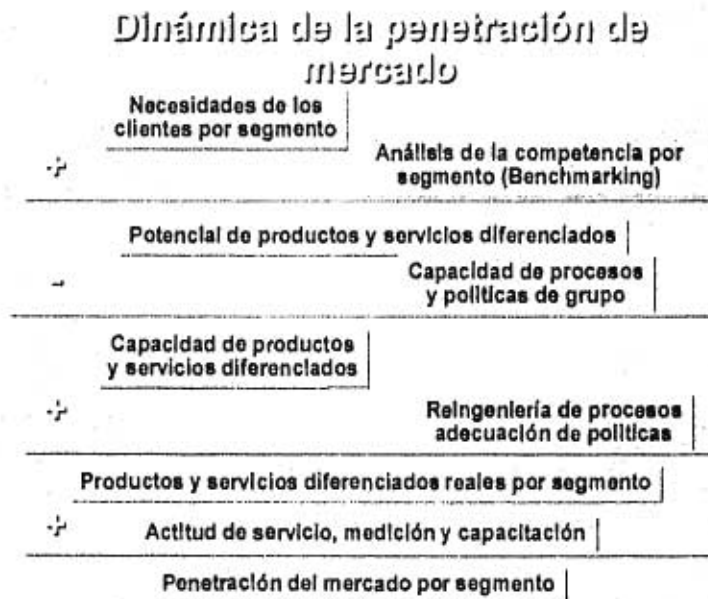 Dinámica de la penetración de
mercado
Necesidades de los
clientes por segmento
+
Análisis de la competencia por
segmento (Benchmarking)
Potencial de productos y servicios diferenciados
-
Capacidad de procesos
y politicas de grupo
Capacidad de productos
y servicios diferenciados
+
Reingeniería de procesos
adecuación de politicas
Productos y servicios diferenciados reales por segmento
+
Actitud de servicio, medición y capacitación
Penetración del mercado por segmento